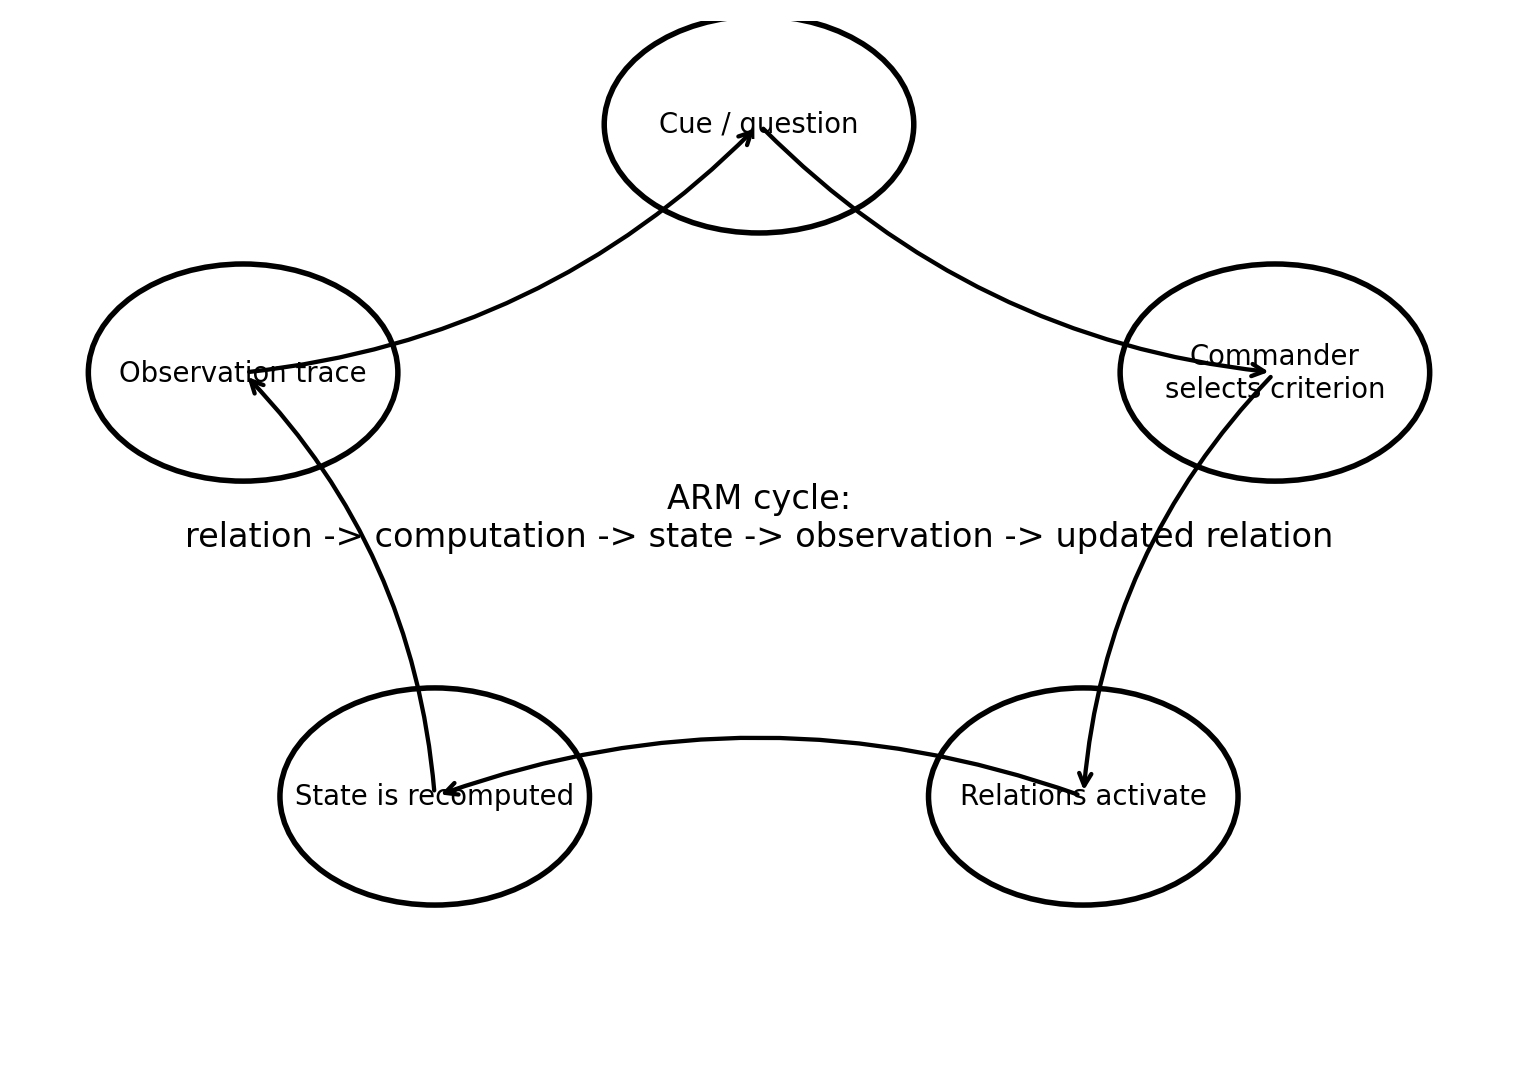 Cue / question
Observation trace
Commander
selects criterion
ARM cycle:
relation -> computation -> state -> observation -> updated relation
State is recomputed
Relations activate